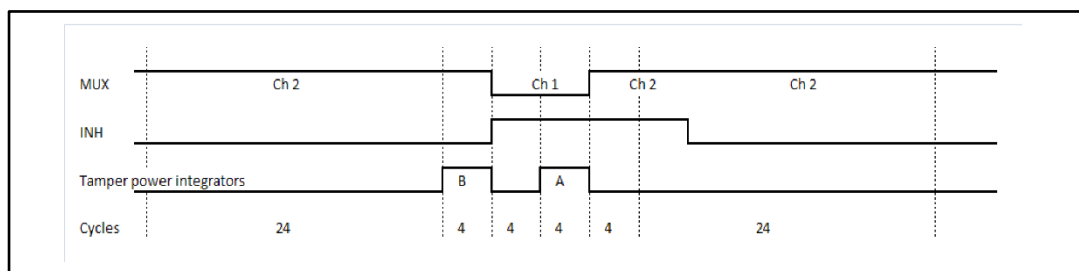 MUX Ch 2 Ch 1 Ch 2 Ch 2
INH
Tamper power integrators B A
Cycles 24 4 4 4 4 24